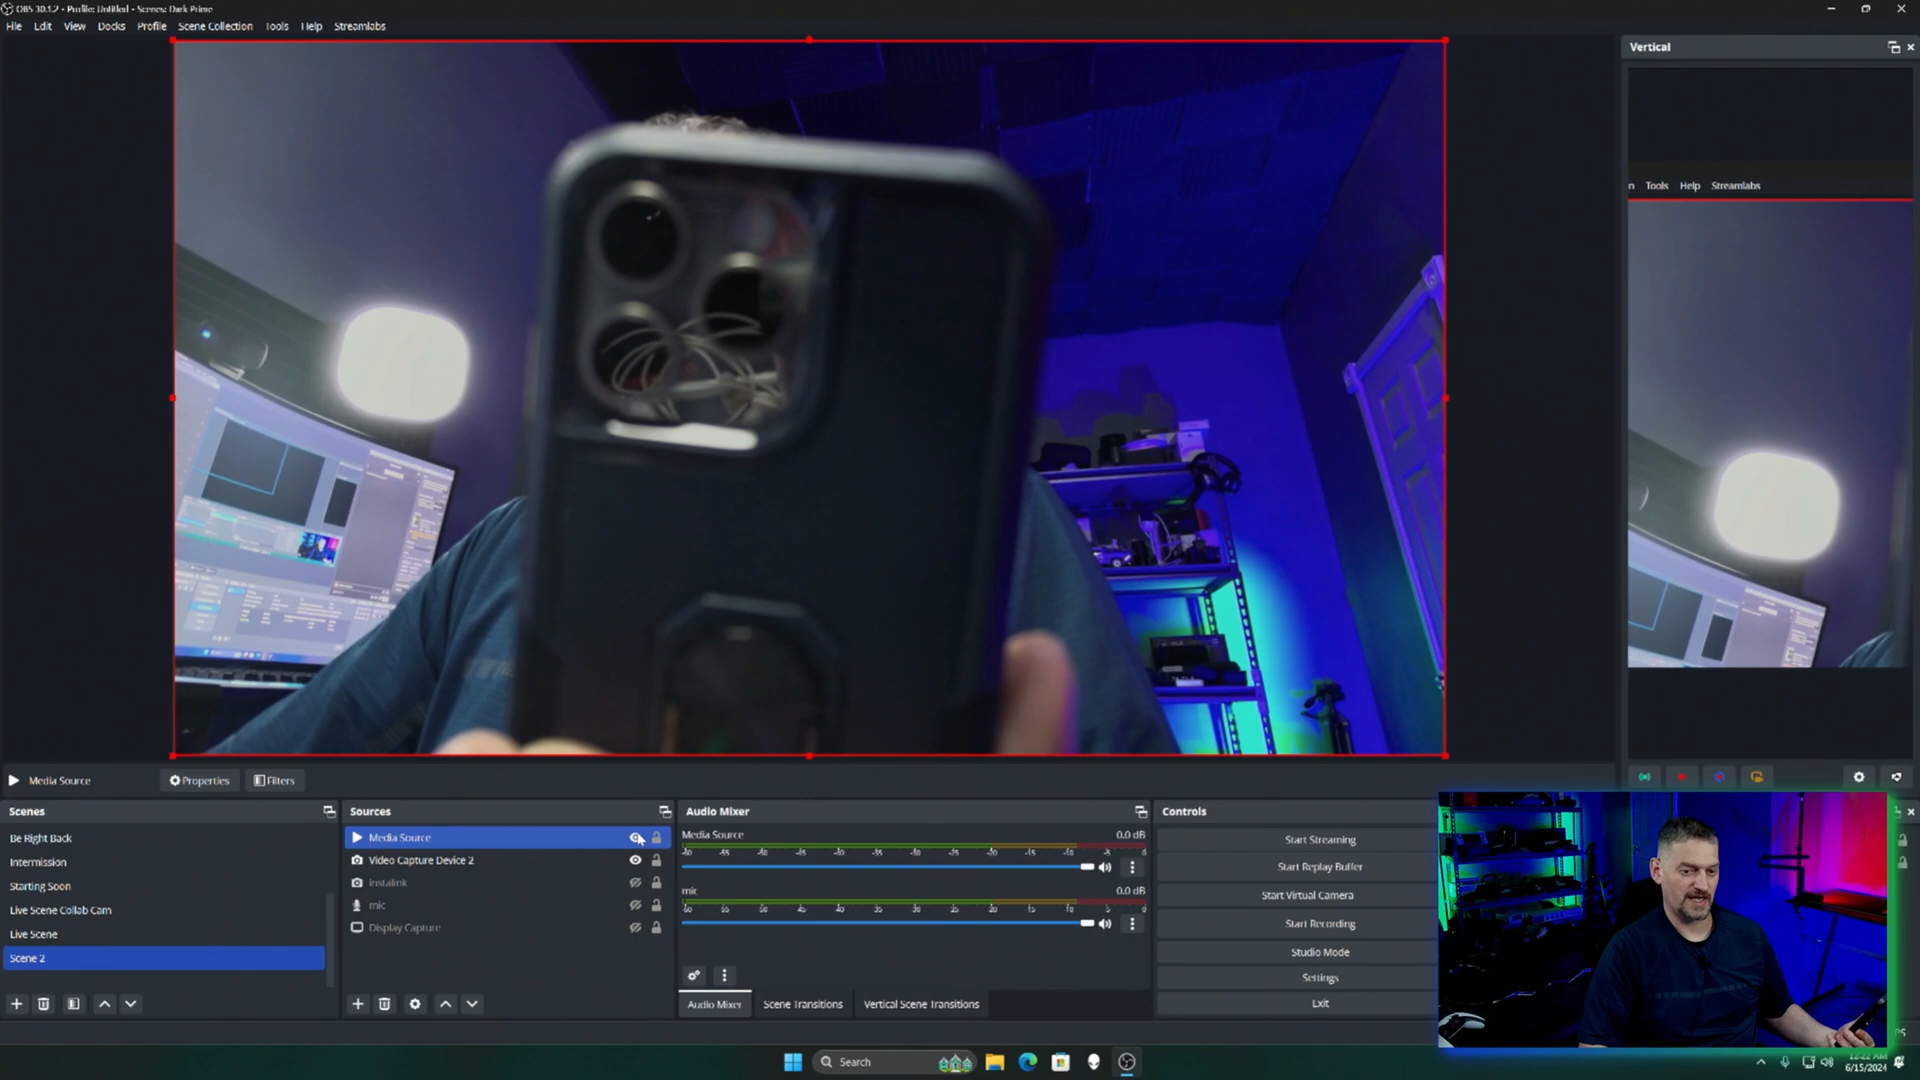 OBS 30.1.2 - Profile: Untitled - Scenes: Dark Prime
File Edit View Docks Profile Scene Collection Tools Help Streamlabs
Vertical
n Tools Help Streamlabs
Media Source Properties Filters
Scenes
Be Right Back
Intermission
Starting Soon
Live Scene Collab Cam
Live Scene
Scene 2
Sources
Media Source
Video Capture Device 2
instalink
mic
Display Capture
Audio Mixer
Media Source 0.0 dB
mic 0.0 dB
Audio Mixer Scene Transitions Vertical Scene Transitions
Controls
Start Streaming
Start Replay Buffer
Start Virtual Camera
Start Recording
Studio Mode
Settings
Exit
Search
12:22 AM
6/15/2024